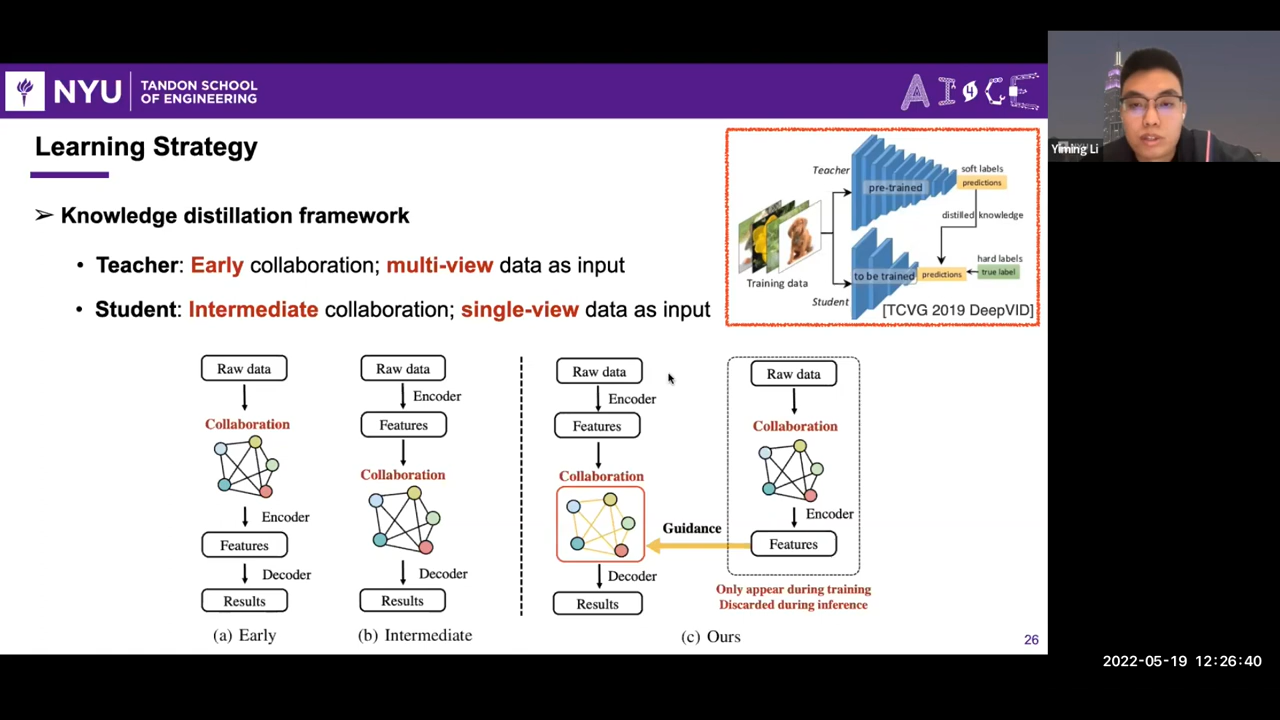 NYU
TANDON SCHOOL
OF ENGINEERING
AI4CE
Yiming Li
Learning Strategy
➢ Knowledge distillation framework
• Teacher: Early collaboration; multi-view data as input
• Student: Intermediate collaboration; single-view data as input
Teacher
pre-trained
soft labels
predictions
distilled knowledge
Training data
to be trained
predictions
hard labels
true label
Student
[TCVG 2019 DeepVID]
Raw data
Collaboration
Encoder
Features
Decoder
Results
(a) Early
Raw data
Encoder
Features
Collaboration
Decoder
Results
(b) Intermediate
Raw data
Encoder
Features
Collaboration
Guidance
Decoder
Results
Raw data
Collaboration
Encoder
Features
Only appear during training
Discarded during inference
(c) Ours
26
2022-05-19 12:26:40